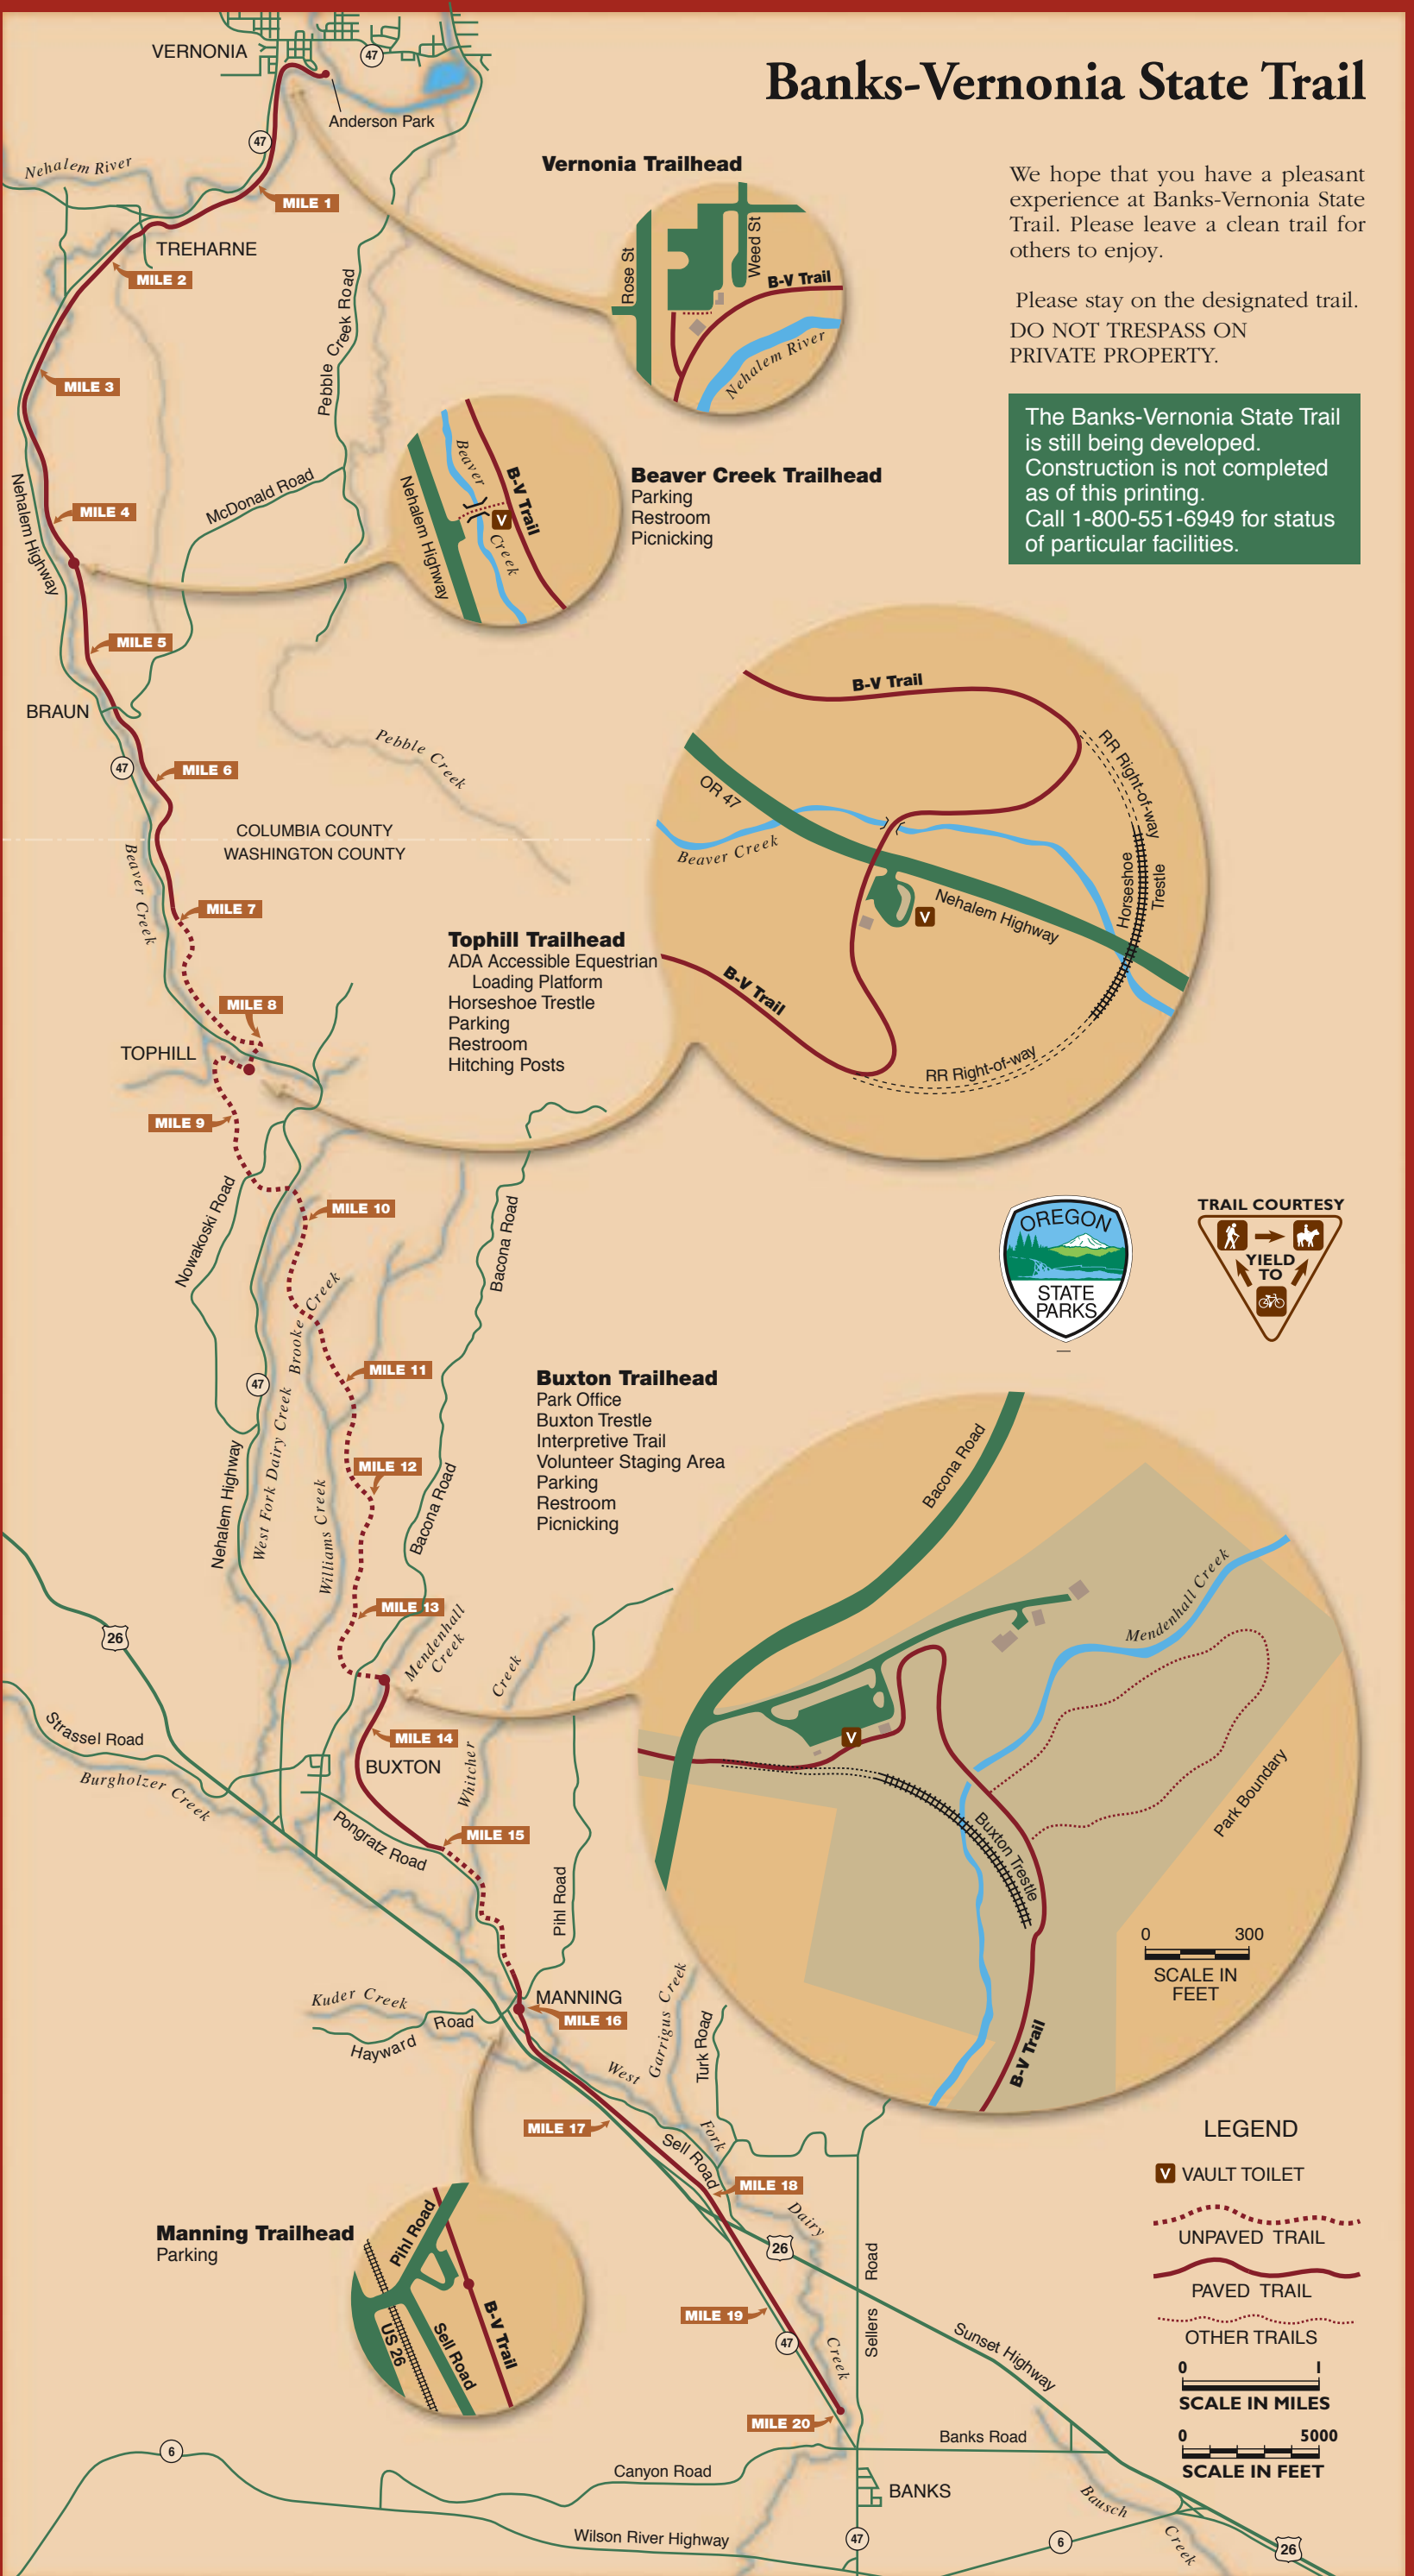 Banks-Vernonia State Trail
VERNONIA
47
Anderson Park
47
Nehalem River
MILE 1
TREHARNE
MILE 2
Pebble Creek Road
MILE 3
Nehalem Highway
McDonald Road
MILE 4
MILE 5
BRAUN
47
MILE 6
Pebble Creek
COLUMBIA COUNTY
WASHINGTON COUNTY
Beaver Creek
MILE 7
MILE 8
TOPHILL
MILE 9
Nowakoski Road
MILE 10
Bacona Road
Brooke Creek
MILE 11
47
West Fork Dairy Creek
Nehalem Highway
MILE 12
Williams Creek
Bacona Road
MILE 13
Mendenhall
Creek
26
Whitcher Creek
Strassel Road
MILE 14
BUXTON
Burgholzer Creek
Pongratz Road
MILE 15
Pihl Road
MANNING
MILE 16
Kuder Creek
Hayward Road
Garrigus Creek
Turk Road
West Fork Dairy Creek
MILE 17
Sell Road
MILE 18
26
MILE 19
47
Sellers Road
Sunset Highway
MILE 20
Banks Road
6
Canyon Road
BANKS
Wilson River Highway
47
6
Bausch Creek
26
Vernonia Trailhead
Rose St
Weed St
B-V Trail
Nehalem River
We hope that you have a pleasant
experience at Banks-Vernonia State
Trail. Please leave a clean trail for
others to enjoy.
Please stay on the designated trail.
DO NOT TRESPASS ON
PRIVATE PROPERTY.
The Banks-Vernonia State Trail
is still being developed.
Construction is not completed
as of this printing.
Call 1-800-551-6949 for status
of particular facilities.
Beaver Creek Trailhead
Parking
Restroom
Picnicking
Beaver Creek
B-V Trail
Nehalem Highway
V
B-V Trail
RR Right-of-way
OR 47
Beaver Creek
Horseshoe
Trestle
Nehalem Highway
V
B-V Trail
RR Right-of-way
Tophill Trailhead
ADA Accessible Equestrian
Loading Platform
Horseshoe Trestle
Parking
Restroom
Hitching Posts
OREGON
STATE
PARKS
TRAIL COURTESY
YIELD
TO
Buxton Trailhead
Park Office
Buxton Trestle
Interpretive Trail
Volunteer Staging Area
Parking
Restroom
Picnicking
Bacona Road
Mendenhall Creek
V
Buxton Trestle
Park Boundary
0 300
SCALE IN
FEET
B-V Trail
Manning Trailhead
Parking
Pihl Road
US 26
Sell Road
B-V Trail
LEGEND
V VAULT TOILET
UNPAVED TRAIL
PAVED TRAIL
OTHER TRAILS
0 1
SCALE IN MILES
0 5000
SCALE IN FEET